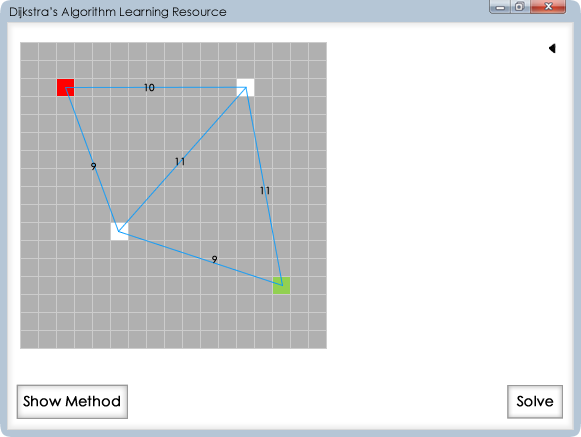 Dijkstra's Algorithm Learning Resource
10
9
11
11
9
Show Method
Solve